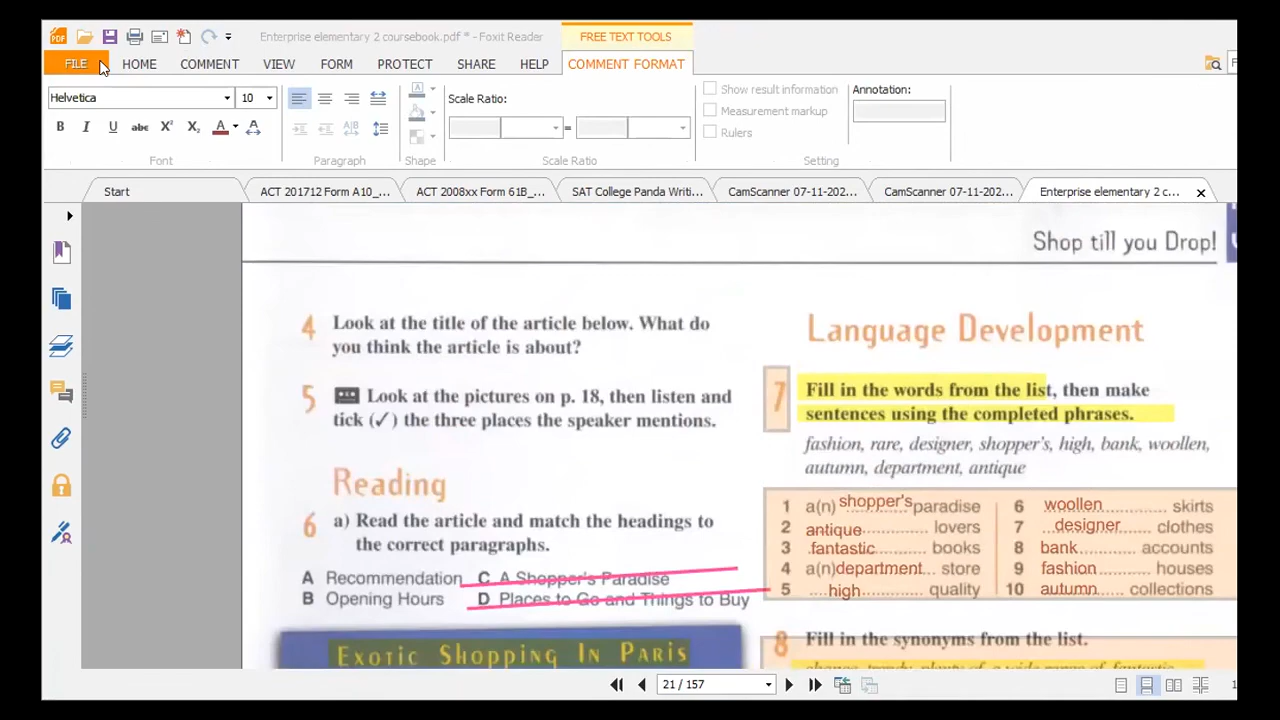 Enterprise elementary 2 coursebook.pdf * - Foxit Reader
FREE TEXT TOOLS
FILE HOME COMMENT VIEW FORM PROTECT SHARE HELP COMMENT FORMAT
Helvetica 10
Scale Ratio:
=
Show result information
Measurement markup
Rulers
Annotation:
Font Paragraph Shape Scale Ratio Setting
Start ACT 201712 Form A10_... ACT 2008xx Form 61B_... SAT College Panda Writi... CamScanner 07-11-202... CamScanner 07-11-202... Enterprise elementary 2 c...
Shop till you Drop!
4 Look at the title of the article below. What do
you think the article is about?
5 Look at the pictures on p. 18, then listen and
tick (✓) the three places the speaker mentions.
Reading
6 a) Read the article and match the headings to
the correct paragraphs.
A Recommendation C A Shopper's Paradise
B Opening Hours D Places to Go and Things to Buy
Exotic Shopping In Paris
Language Development
7 Fill in the words from the list, then make
sentences using the completed phrases.
fashion, rare, designer, shopper's, high, bank, woollen,
autumn, department, antique
1 a(n) shopper's paradise
2 antique lovers
3 fantastic books
4 a(n) department store
5 high quality
6 woollen skirts
7 designer clothes
8 bank accounts
9 fashion houses
10 autumn collections
8 Fill in the synonyms from the list.
change, trendy, plenty of, a wide range of, fantastic
21 / 157